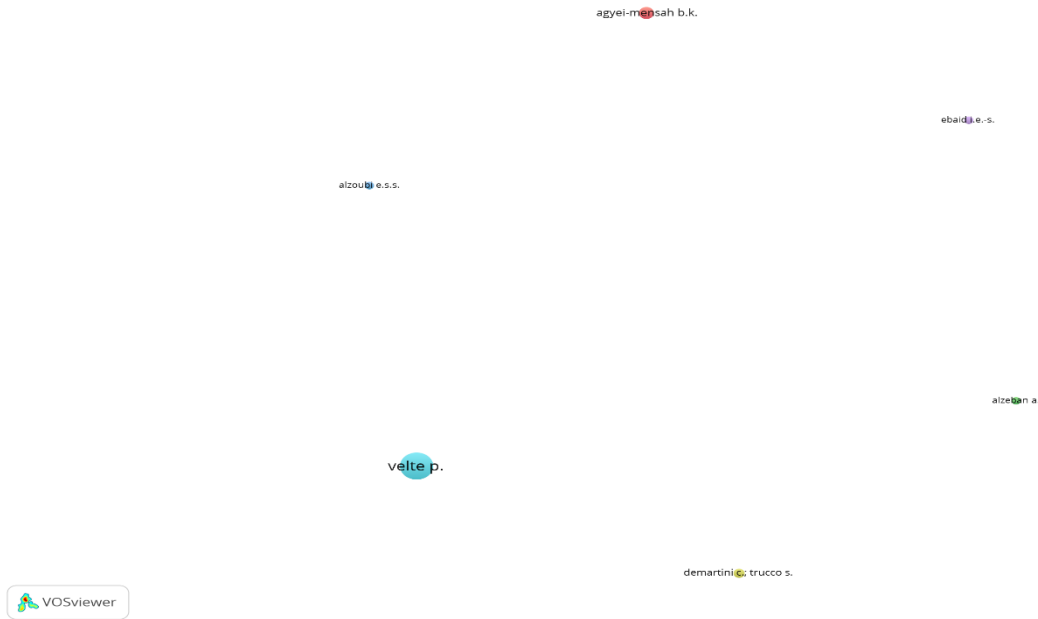 agyei-mensah b.k.
ebaid i.e.-s.
alzoubi e.s.s.
alzeban a
velte p.
demartini c.; trucco s.
VOSviewer